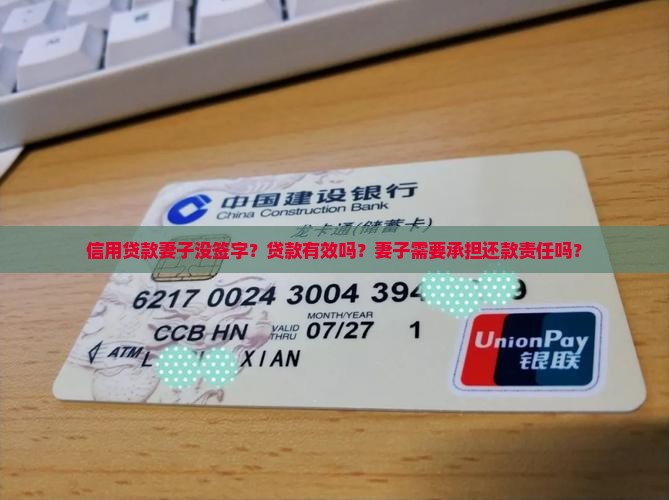 中国建设银行
China Construction Bank
龙卡通(储蓄卡)
信用贷款妻子没签字？贷款有效吗？妻子需要承担还款责任吗？
6217 0024 3004 394 9
MONTH/YEAR
CCB HN VALID THRU 07/27 1
ATM L XIAN
UnionPay
银联